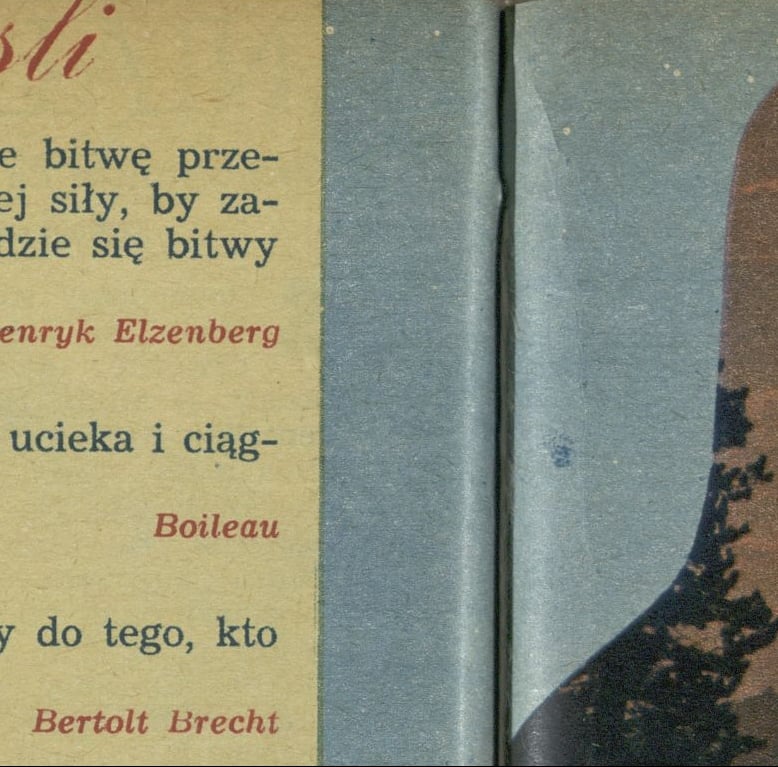 śli
e bitwę prze-
ej siły, by za-
dzie się bitwy
enryk Elzenberg
ucieka i ciąg-
Boileau
y do tego, kto
Bertolt Brecht